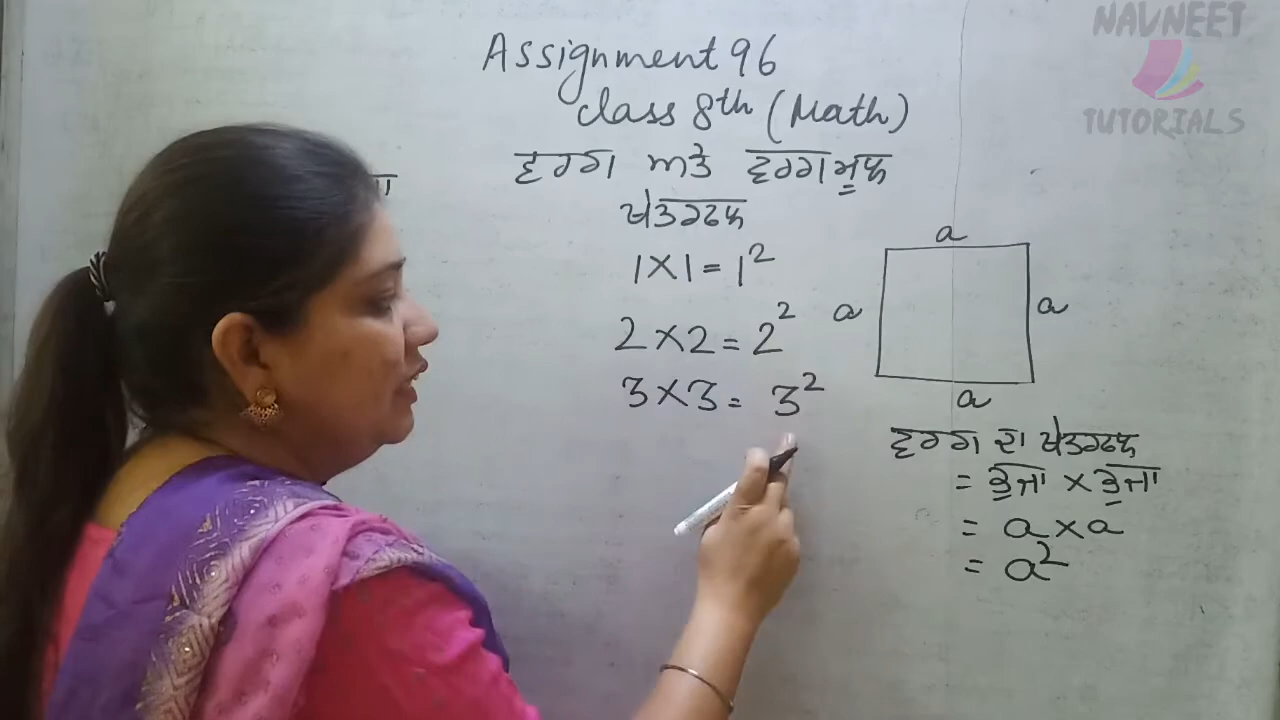 NAVNEET
TUTORIALS
Assignment 96
class 8th (Math)
ਵਰਗ ਅਤੇ ਵਰਗਮੂਲ
ਖੇਤਰਫਲ
1×1=1²
2×2=2²
3×3= 3²
a
a
a
a
ਵਰਗ ਦਾ ਖੇਤਰਫਲ
= ਭੁਜਾ × ਭੁਜਾ
= a×a
= a²